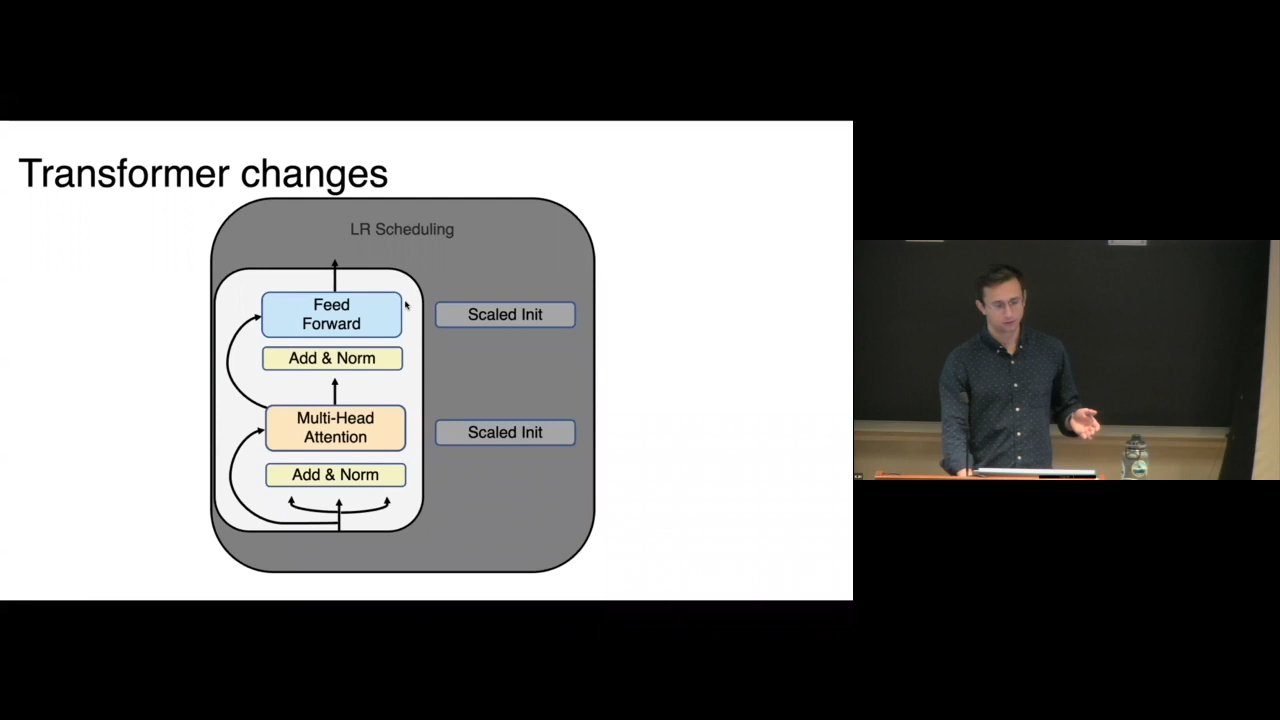 Transformer changes
LR Scheduling
Feed
Forward
Scaled Init
Add & Norm
Multi-Head
Attention
Scaled Init
Add & Norm